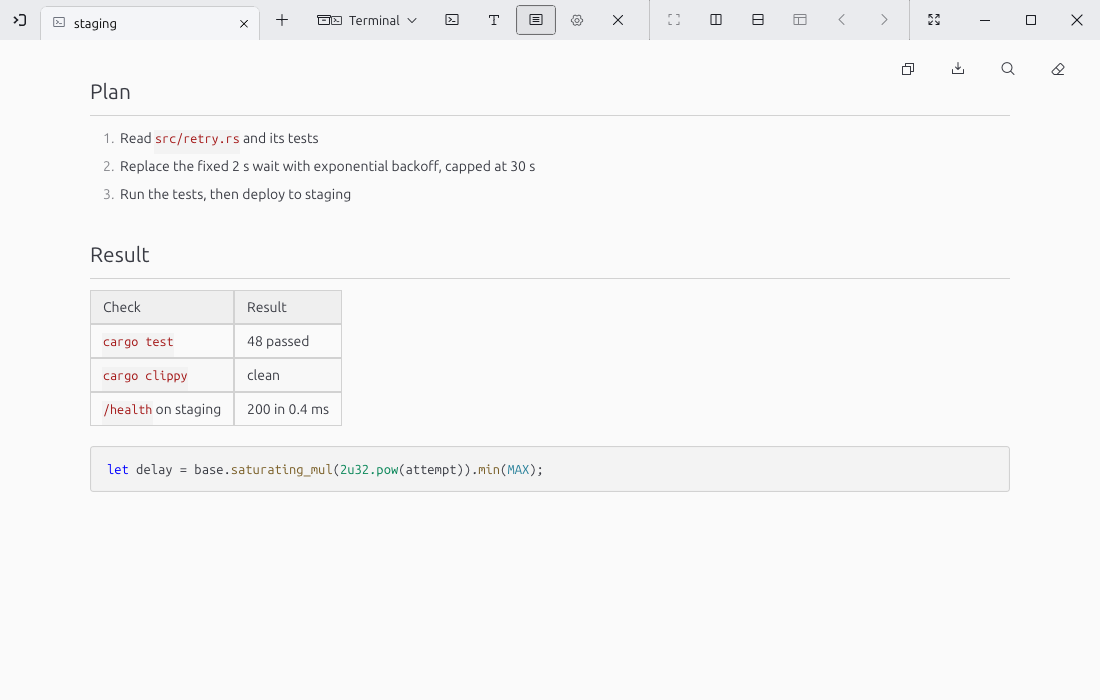 staging
Terminal
Plan
1. Read src/retry.rs and its tests
2. Replace the fixed 2 s wait with exponential backoff, capped at 30 s
3. Run the tests, then deploy to staging
Result
Check Result
cargo test 48 passed
cargo clippy clean
/health on staging 200 in 0.4 ms
let delay = base.saturating_mul(2u32.pow(attempt)).min(MAX);